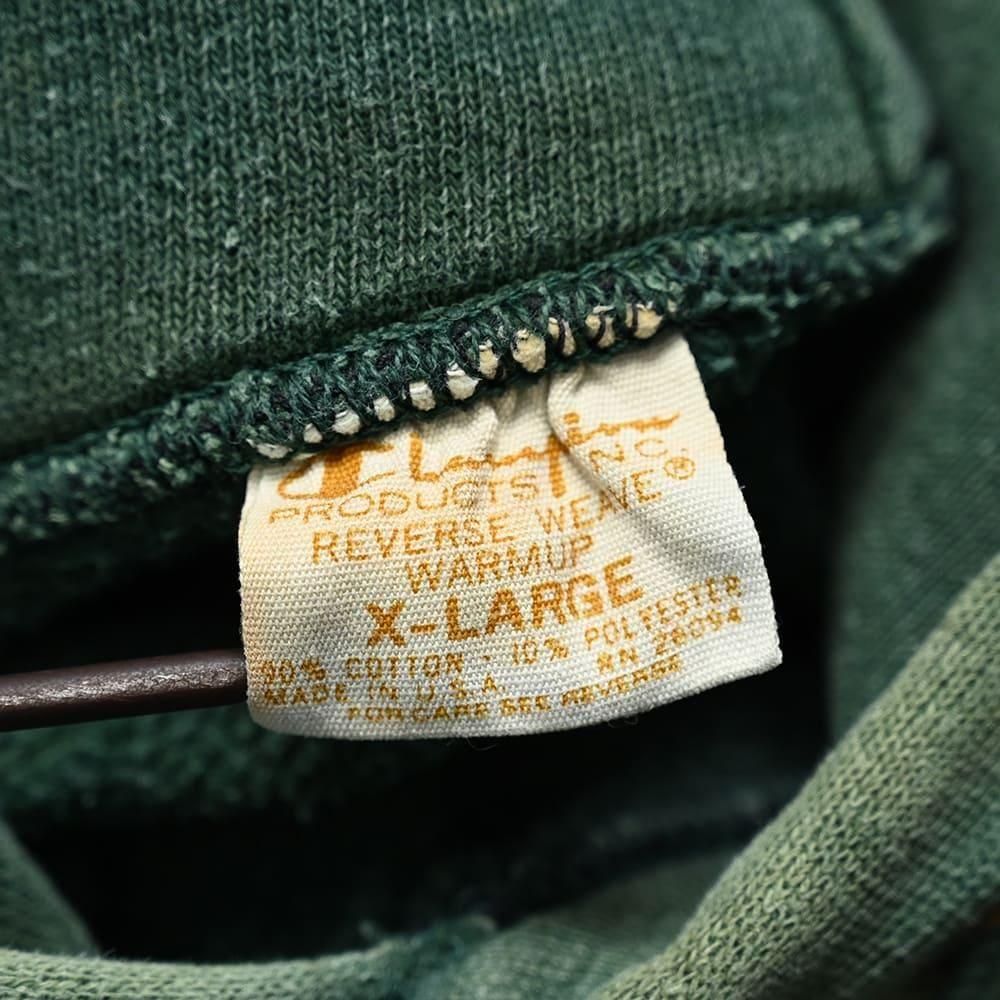 Champion
PRODUCTS INC.
REVERSE WEAVE®
WARMUP
X-LARGE
90% COTTON - 10% POLYESTER
MADE IN U.S.A. RN 26094
FOR CARE SEE REVERSE